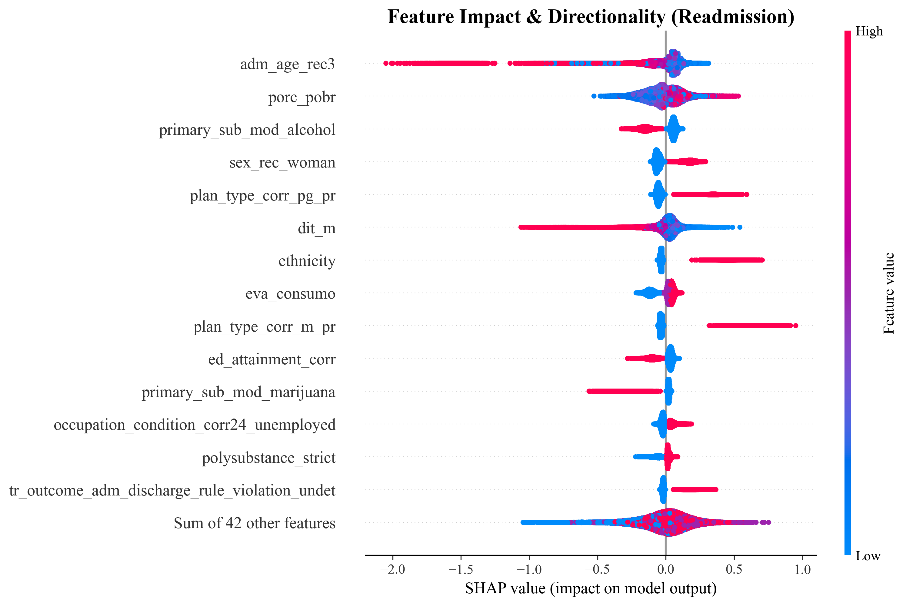 Feature Impact & Directionality (Readmission)
High
adm_age_rec3
porc_pobr
primary_sub_mod_alcohol
sex_rec_woman
plan_type_corr_pg_pr
dit_m
ethnicity
eva_consumo
plan_type_corr_m_pr
ed_attainment_corr
primary_sub_mod_marijuana
occupation_condition_corr24_unemployed
polysubstance_strict
tr_outcome_adm_discharge_rule_violation_undet
Sum of 42 other features
Feature value
Low
2.0 −1.5 −1.0 0.5 0.0 0.5 1.0
SHAP value (impact on model output)